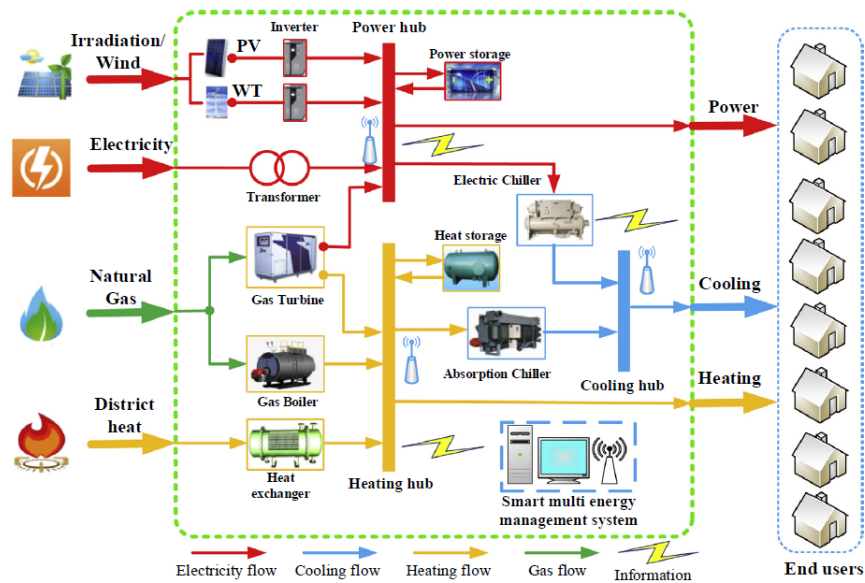 Irradiation/
Wind
PV
Inverter
Power hub
Power storage
WT
Power
Electricity
Transformer
Electric Chiller
Heat storage
Natural
Gas
Gas Turbine
Cooling
Gas Boiler
Absorption Chiller
Cooling hub
Heating
District
heat
Heat
exchanger
Heating hub
Smart multi energy
management system
End users
Electricity flow
Cooling flow
Heating flow
Gas flow
Information